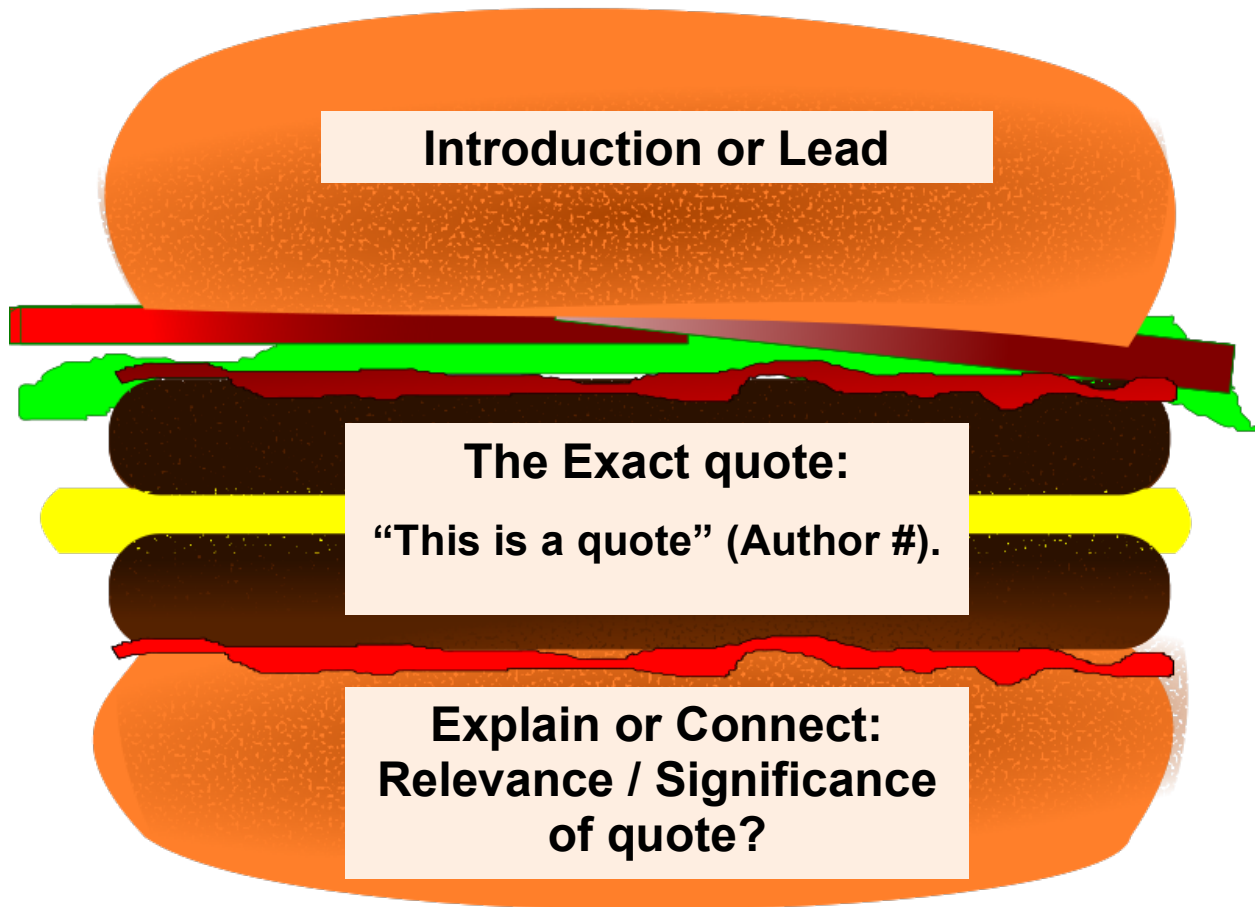 Introduction or Lead
The Exact quote:
“This is a quote” (Author #).
Explain or Connect:
Relevance / Significance
of quote?